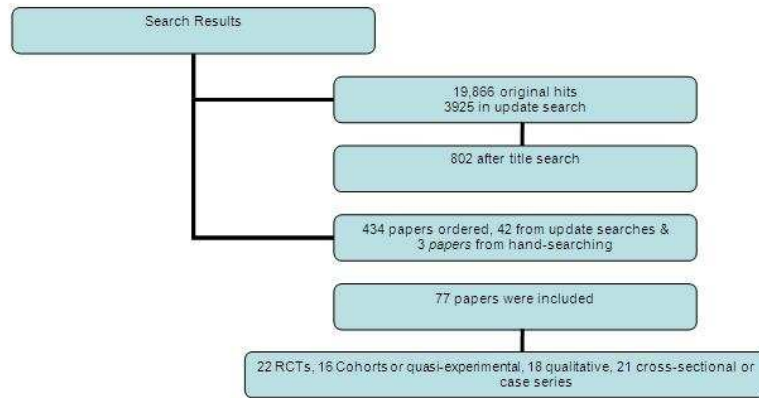 Search Results
19,866 original hits
3925 in update search
802 after title search
434 papers ordered, 42 from update searches &
3 papers from hand-searching
77 papers were included
22 RCTs, 16 Cohorts or quasi-experimental, 18 qualitative, 21 cross-sectional or
case series